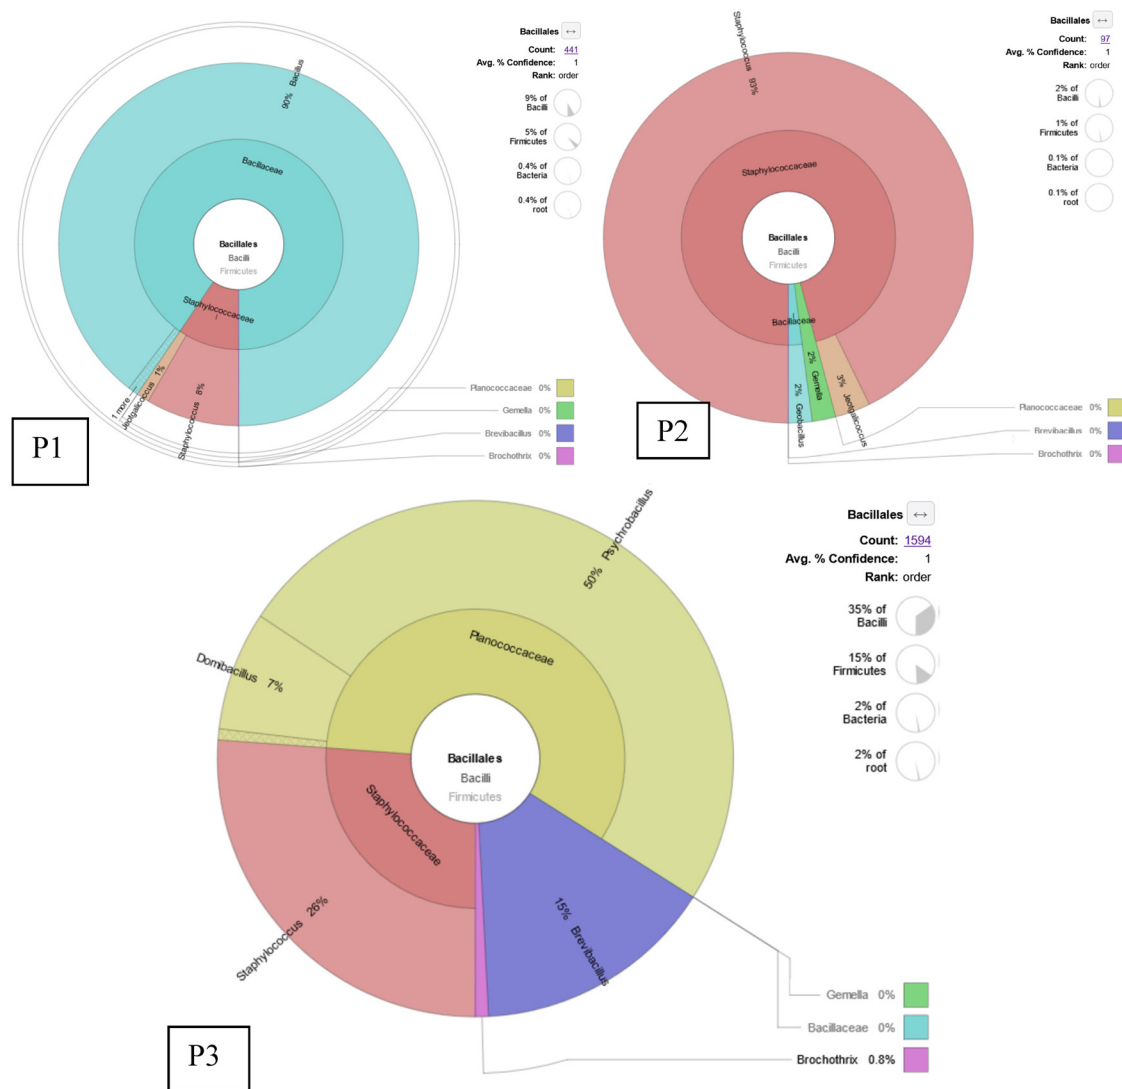 Bacillales ↔
Count: 441
Avg. % Confidence: 1
Rank: order
9% of
Bacilli
5% of
Firmicutes
0.4% of
Bacteria
0.4% of
root
90% Bacillus
Bacillaceae
Bacillales
Bacilli
Firmicutes
Staphylococcaceae
1 more
Jeotgalicoccus 1%
Staphylococcus 8%
Planococcaceae 0%
Gemella 0%
Brevibacillus 0%
Brochothrix 0%
P1
Bacillales ↔
Count: 97
Avg. % Confidence: 1
Rank: order
2% of
Bacilli
1% of
Firmicutes
0.1% of
Bacteria
0.1% of
root
Staphylococcus 93%
Staphylococcaceae
Bacillales
Bacilli
Firmicutes
Bacillaceae
2% Geobacillus
2% Gemella
3% Jeotgalicoccus
Planococcaceae 0%
Brevibacillus 0%
Brochothrix 0%
P2
Bacillales ↔
Count: 1594
Avg. % Confidence: 1
Rank: order
35% of
Bacilli
15% of
Firmicutes
2% of
Bacteria
2% of
root
50% Psychrobacillus
Planococcaceae
Domibacillus 7%
Bacillales
Bacilli
Firmicutes
Staphylococcaceae
Staphylococcus 26%
15% Brevibacillus
Gemella 0%
Bacillaceae 0%
Brochothrix 0.8%
P3